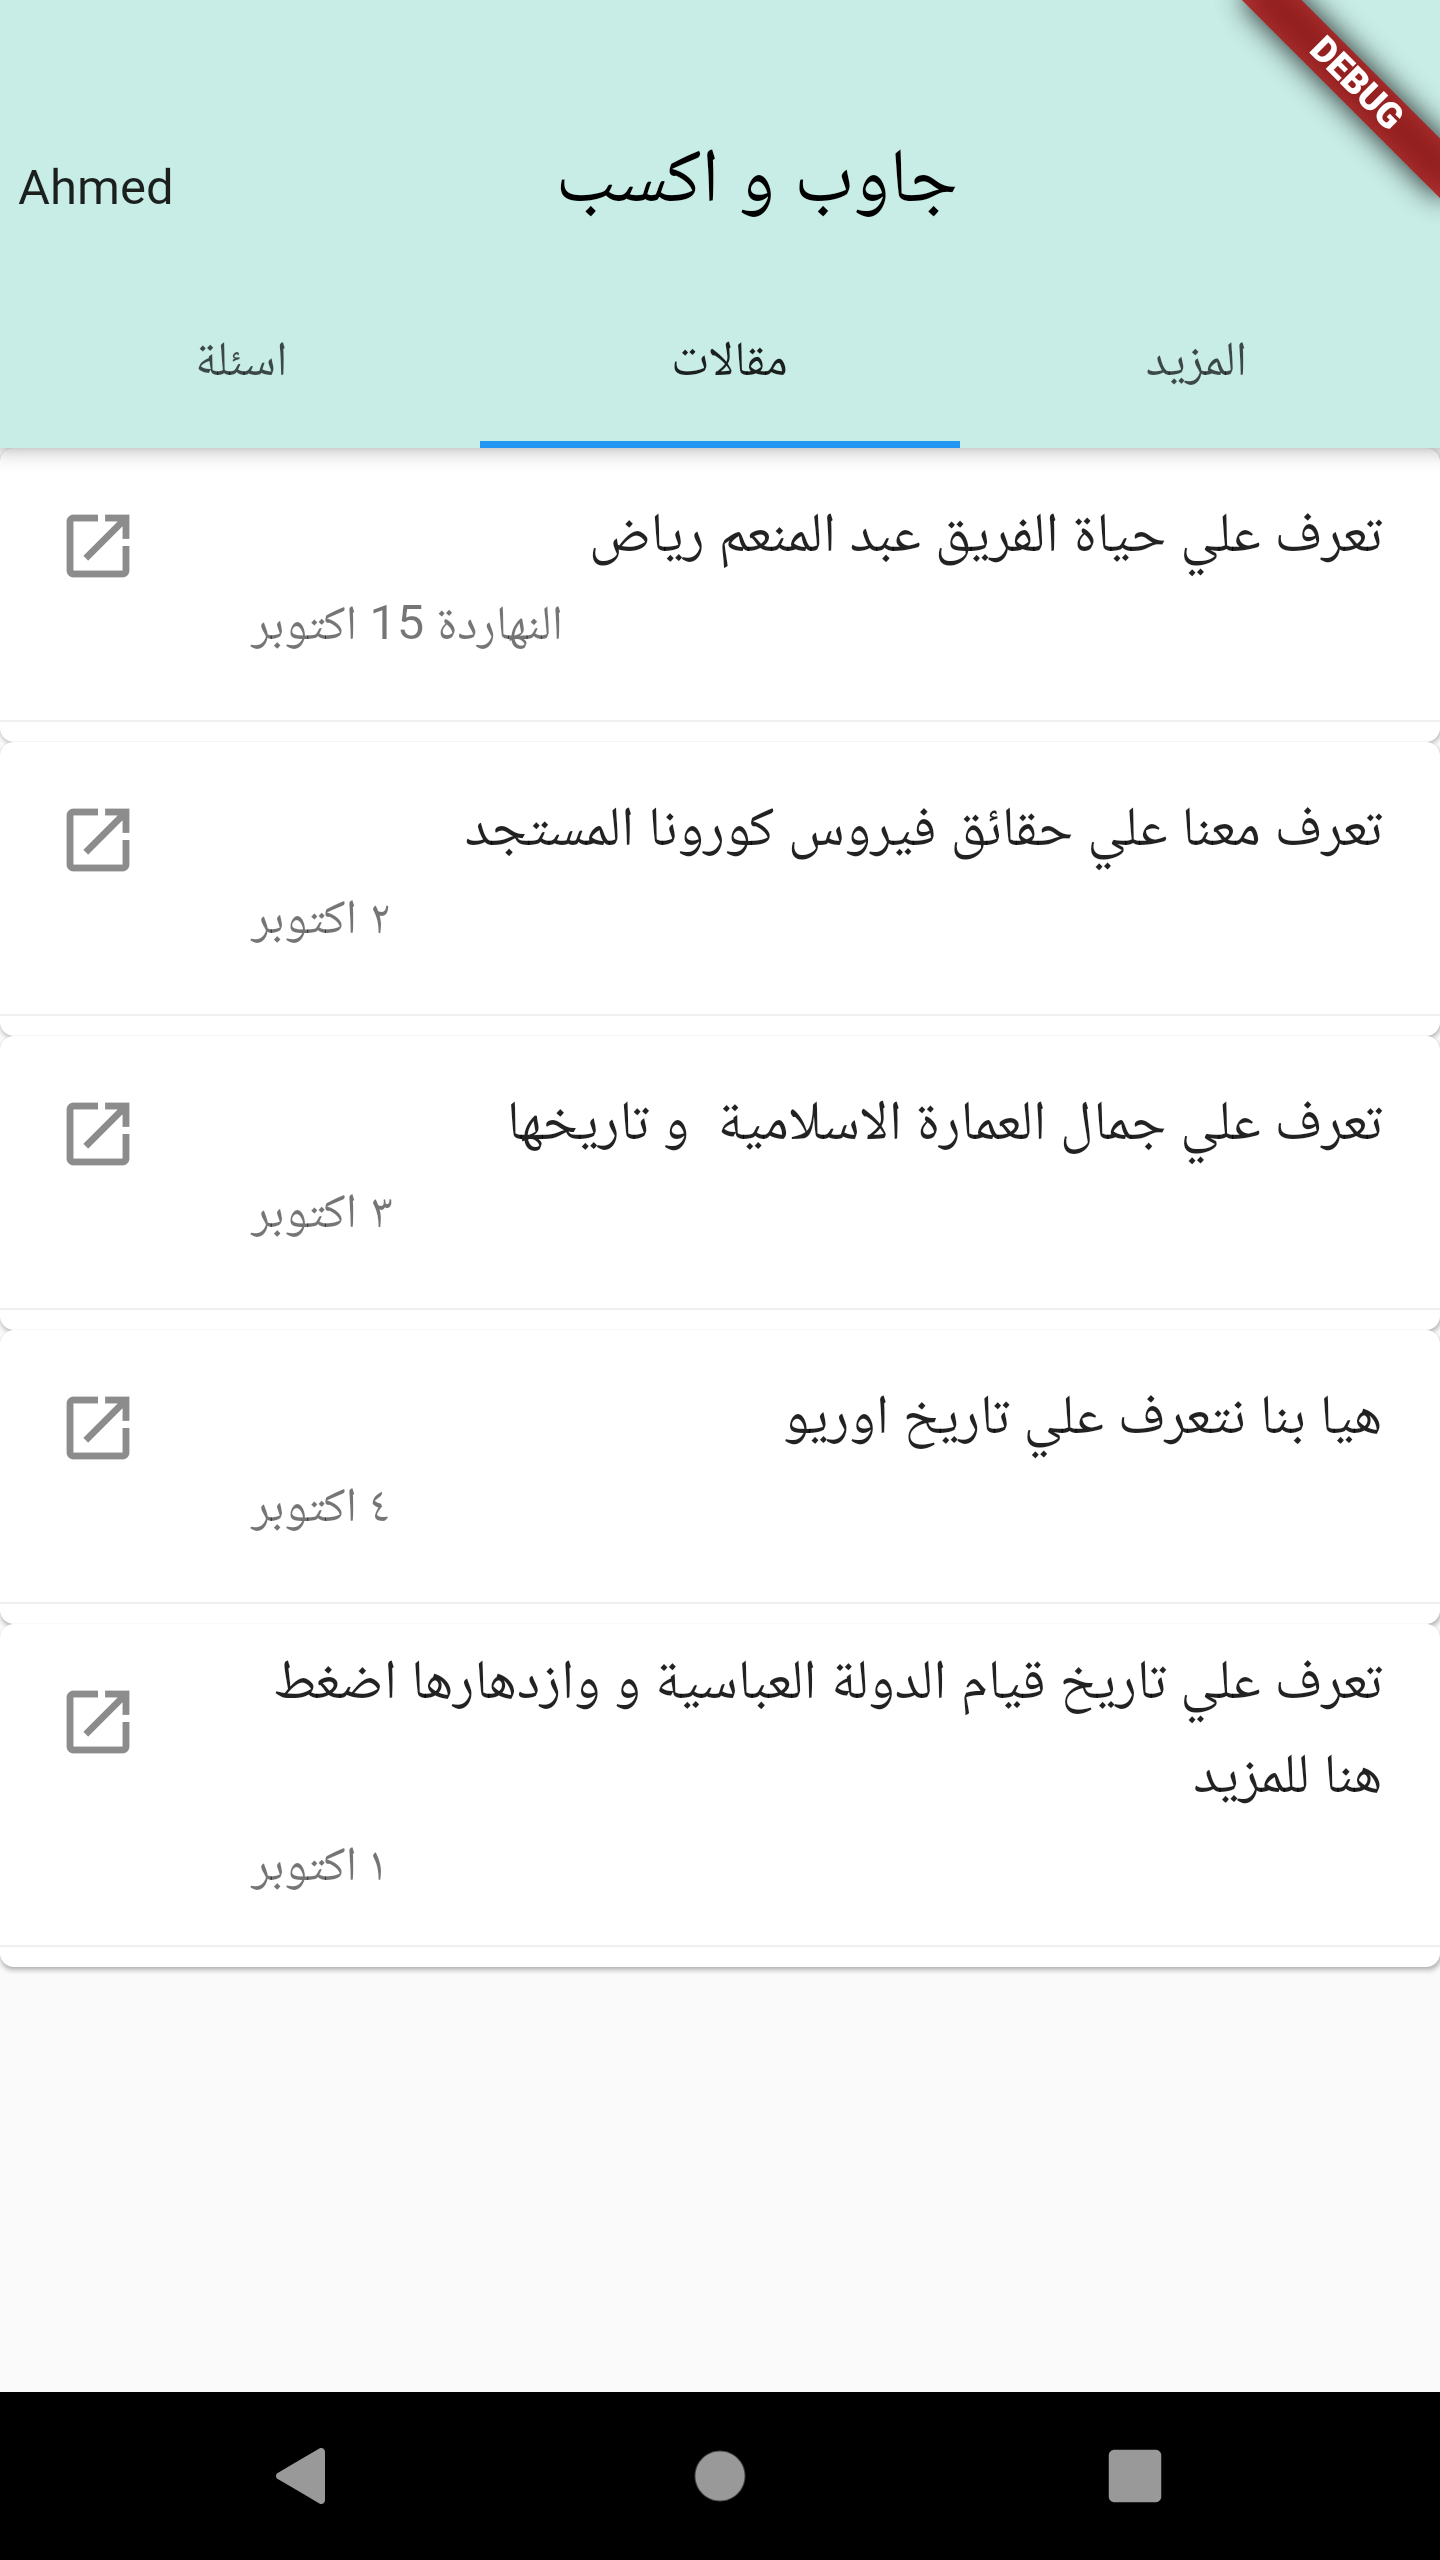 DEBUG
Ahmed
جاوب و اكسب
اسئلة
مقالات
المزيد
تعرف علي حياة الفريق عبد المنعم رياض
النهاردة 15 اكتوبر
تعرف معنا علي حقائق فيروس كورونا المستجد
٢ اكتوبر
تعرف علي جمال العمارة الاسلامية  و تاريخها
٣ اكتوبر
هيا بنا نتعرف علي تاريخ اوريو
٤ اكتوبر
تعرف علي تاريخ قيام الدولة العباسية و وازدهارها اضغط
هنا للمزيد
١ اكتوبر